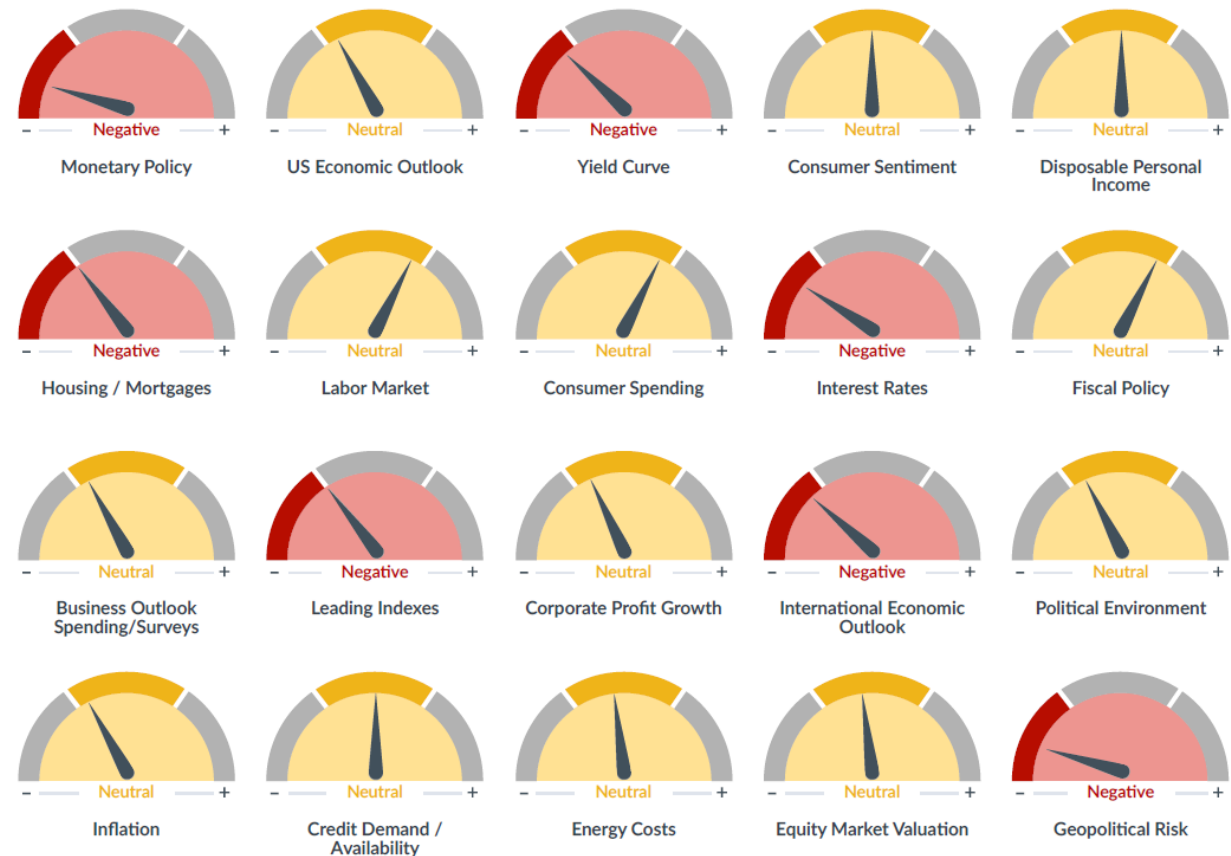 - Negative +
Monetary Policy
- Neutral +
US Economic Outlook
- Negative +
Yield Curve
- Neutral +
Consumer Sentiment
- Neutral +
Disposable Personal
Income
- Negative +
Housing / Mortgages
- Neutral +
Labor Market
- Neutral +
Consumer Spending
- Negative +
Interest Rates
- Neutral +
Fiscal Policy
- Neutral +
Business Outlook
Spending/Surveys
- Negative +
Leading Indexes
- Neutral +
Corporate Profit Growth
- Negative +
International Economic
Outlook
- Neutral +
Political Environment
- Neutral +
Inflation
- Neutral +
Credit Demand /
Availability
- Neutral +
Energy Costs
- Neutral +
Equity Market Valuation
- Negative +
Geopolitical Risk